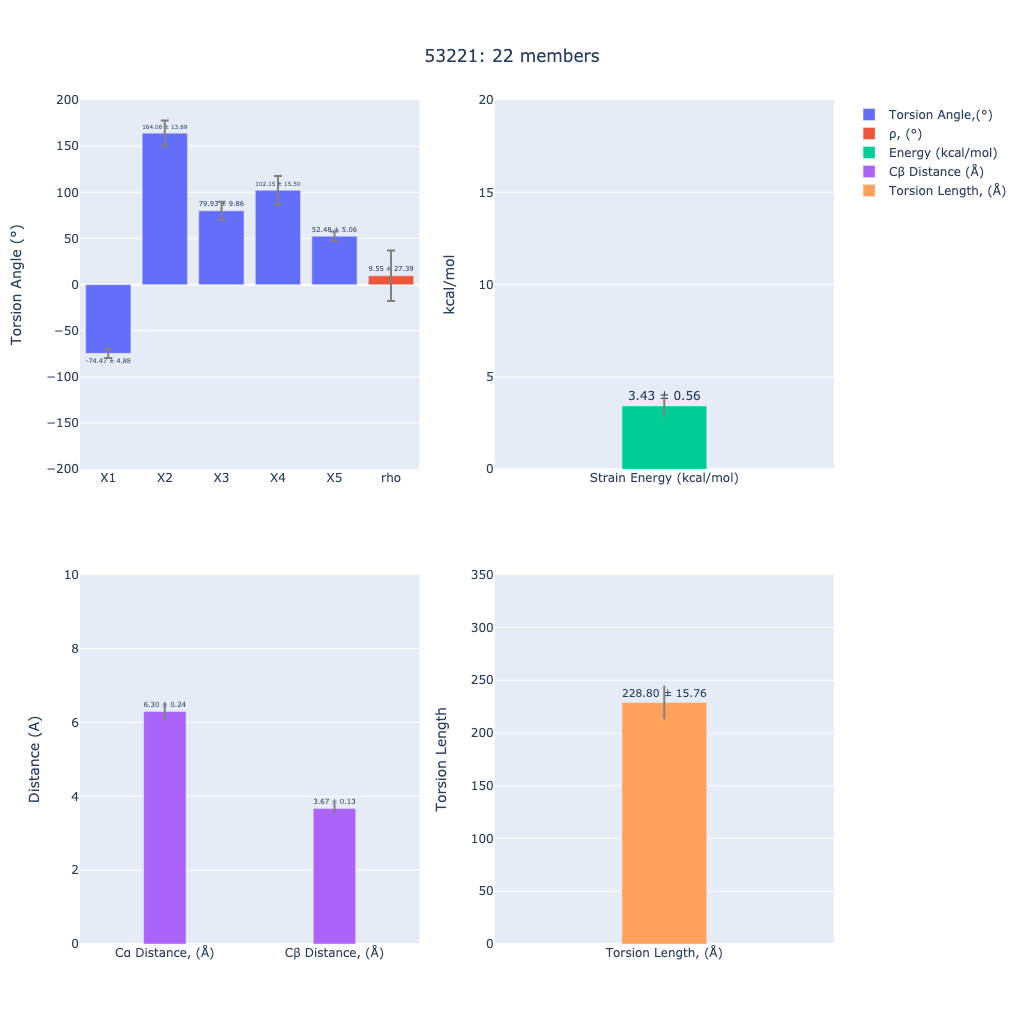 53221: 22 members
Torsion Angle (°)
200
150
100
50
0
−50
−100
−150
−200
-74.47 ± 4.88
164.06 ± 13.69
79.93 ± 9.86
102.15 ± 15.50
52.48 ± 5.06
9.55 ± 27.39
X1 X2 X3 X4 X5 rho
kcal/mol
20
15
10
5
0
3.43 ± 0.56
Strain Energy (kcal/mol)
Torsion Angle,(°)
ρ, (°)
Energy (kcal/mol)
Cβ Distance (Å)
Torsion Length, (Å)
Distance (A)
10
8
6
4
2
0
6.30 ± 0.24
3.67 ± 0.13
Cα Distance, (Å) Cβ Distance, (Å)
Torsion Length
350
300
250
200
150
100
50
0
228.80 ± 15.76
Torsion Length, (Å)